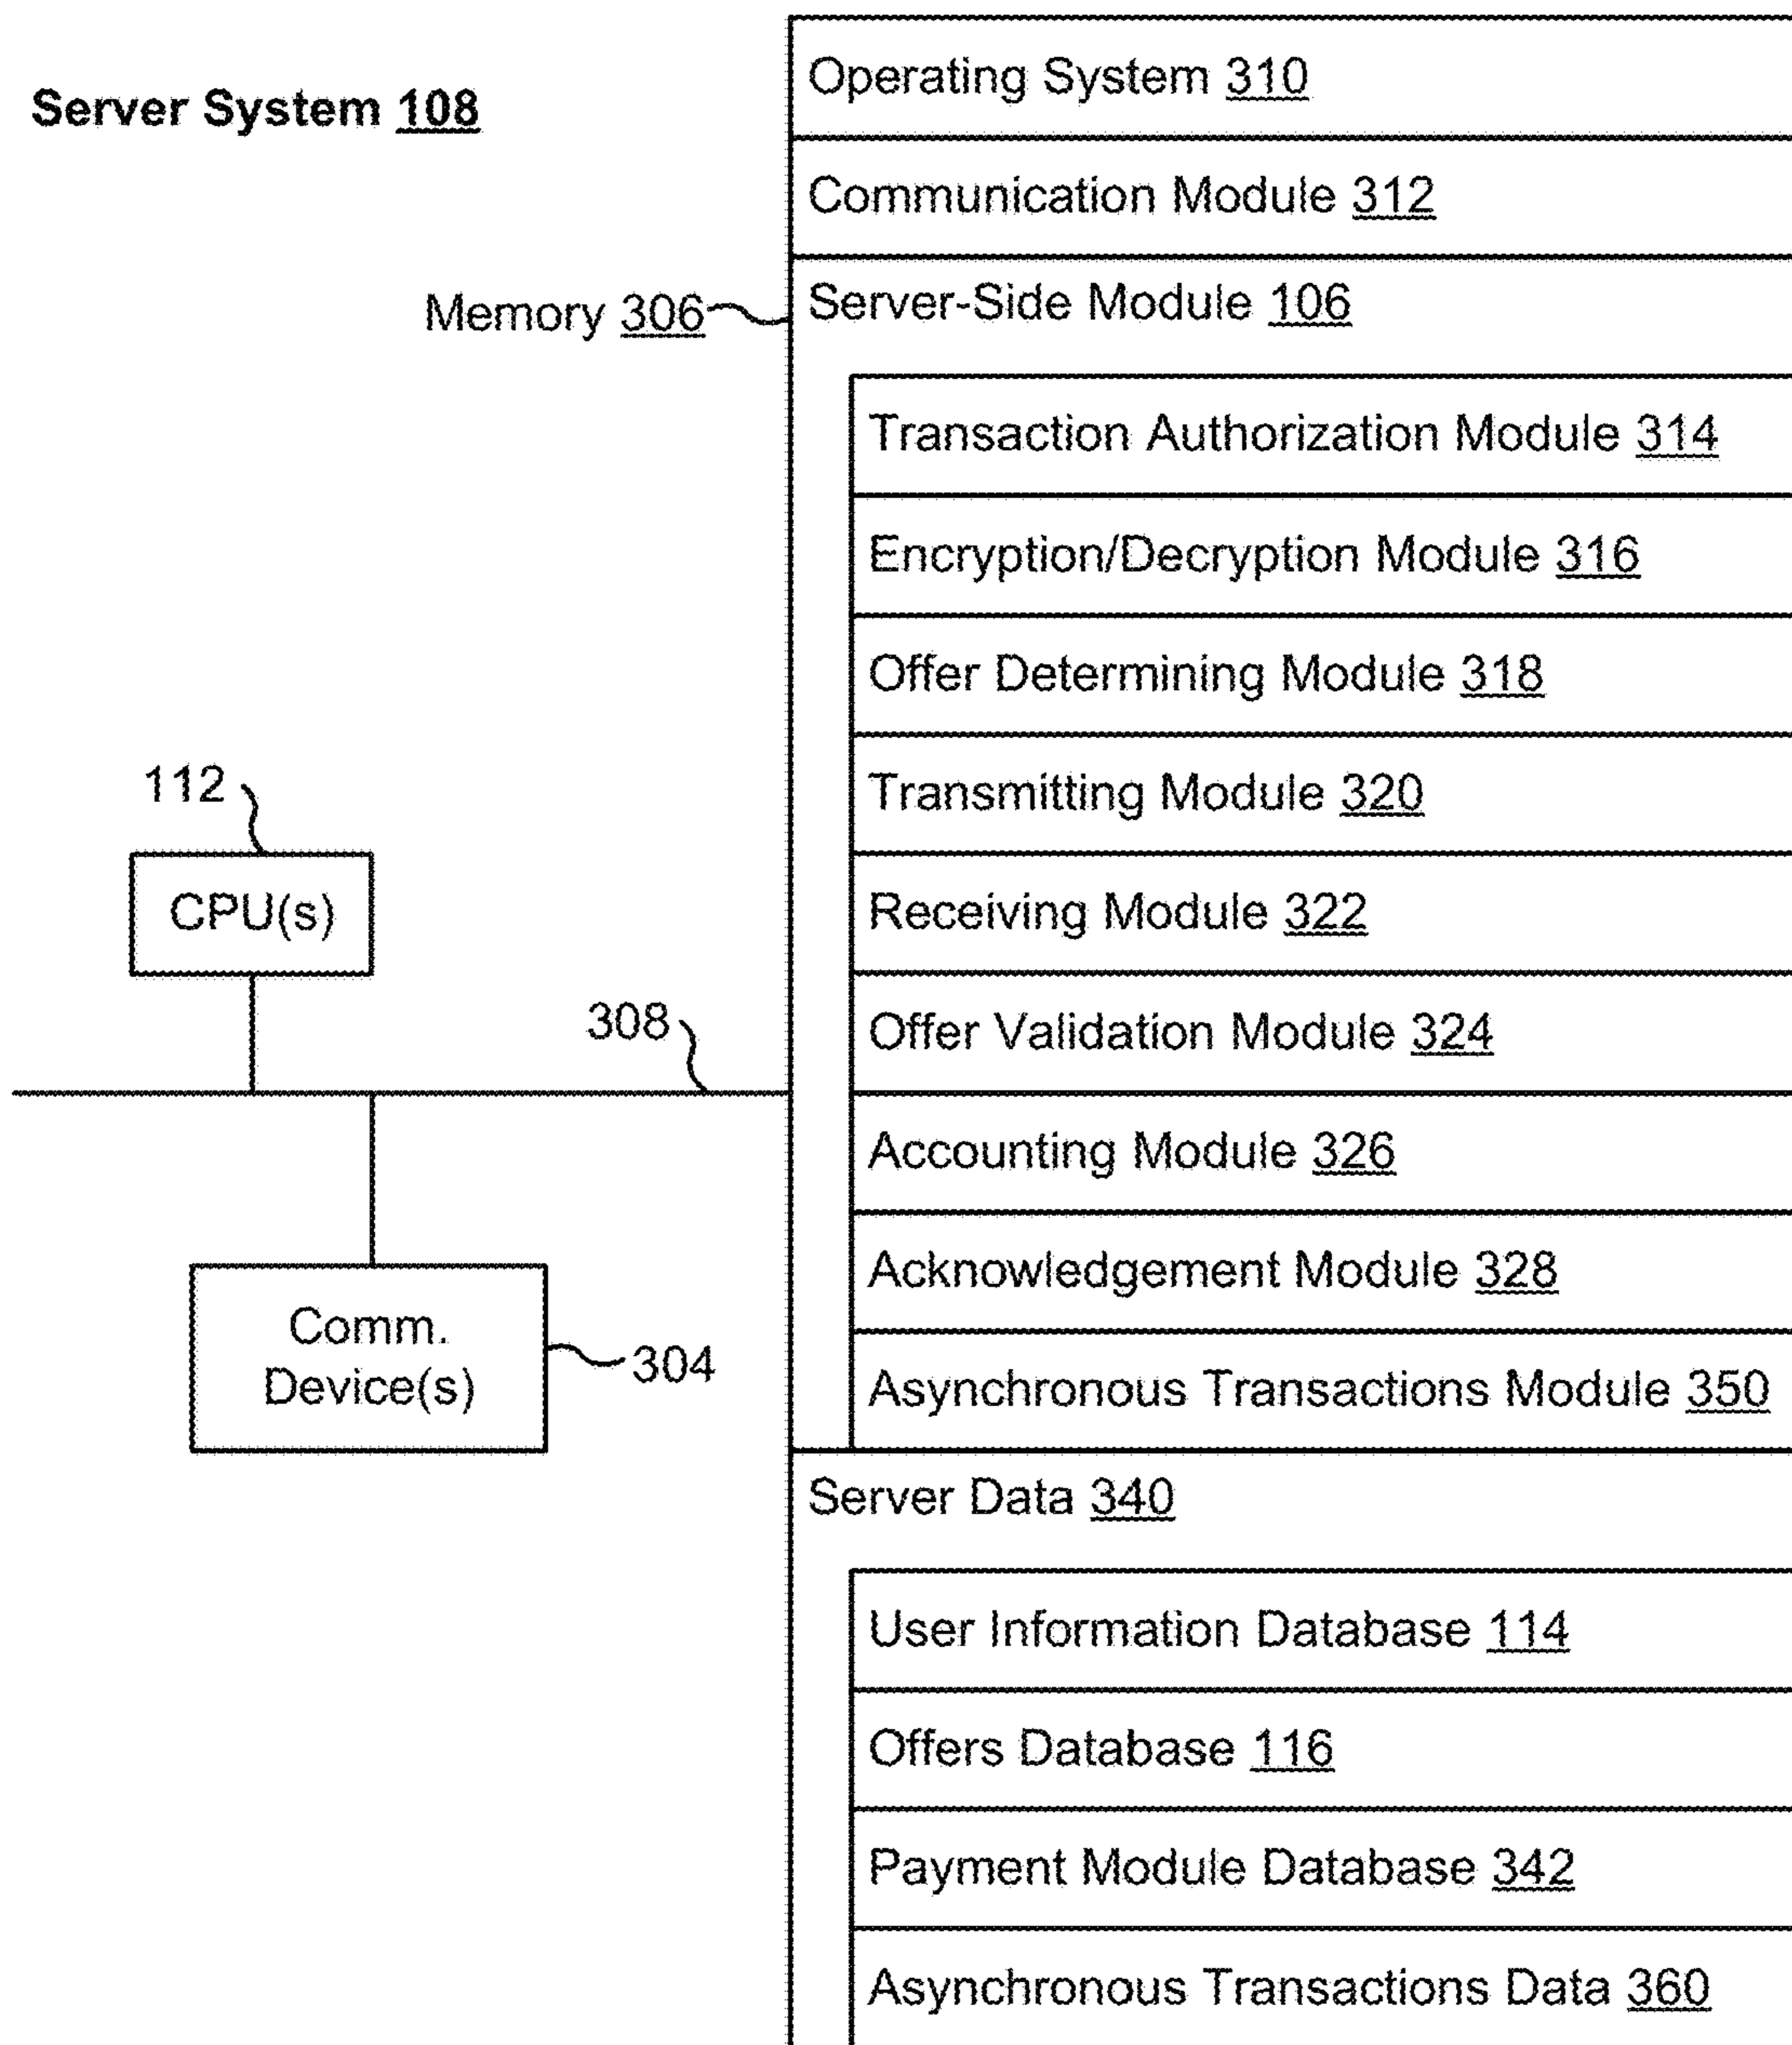 Server System 108
Operating System 310
Communication Module 312
Memory 306
Server-Side Module 106
Transaction Authorization Module 314
Encryption/Decryption Module 316
Offer Determining Module 318
Transmitting Module 320
112
CPU(s)
Receiving Module 322
308
Offer Validation Module 324
Accounting Module 326
Acknowledgement Module 328
Comm.
Device(s)
304
Asynchronous Transactions Module 350
Server Data 340
User Information Database 114
Offers Database 116
Payment Module Database 342
Asynchronous Transactions Data 360